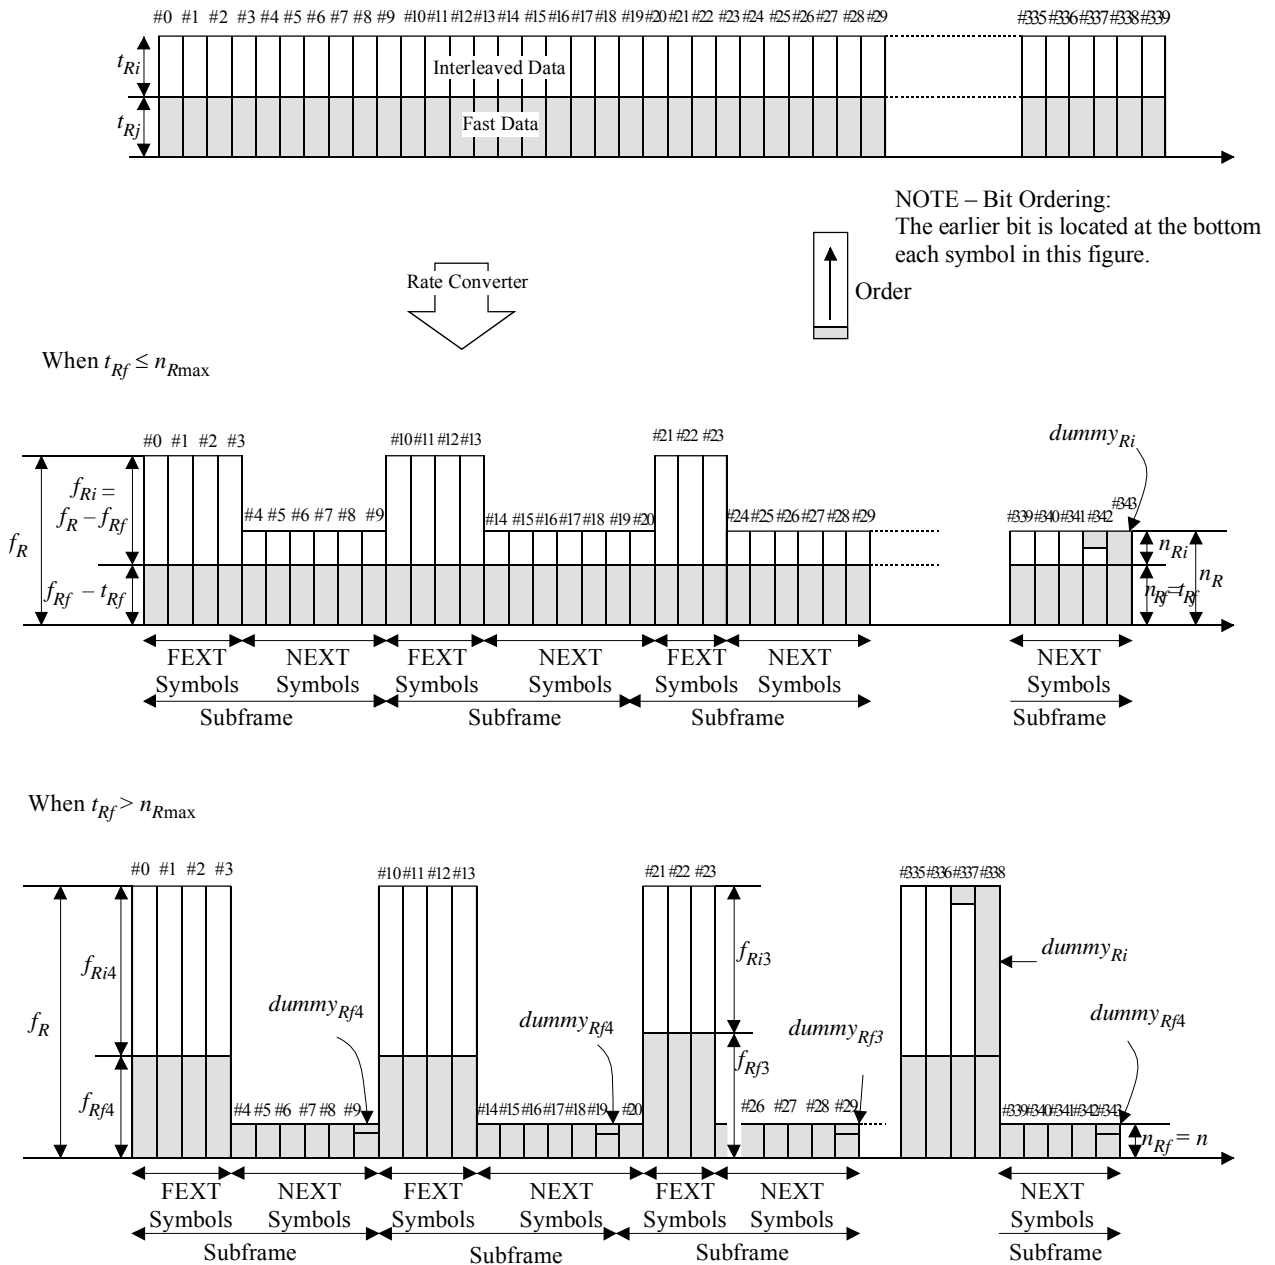 #0 #1 #2 #3 #4 #5 #6 #7 #8 #9 #10 #11 #12 #13 #14 #15 #16 #17 #18 #19 #20 #21 #22 #23 #24 #25 #26 #27 #28 #29 #335 #336 #337 #338 #339
tRi
Interleaved Data
tRj
Fast Data
NOTE – Bit Ordering:
The earlier bit is located at the bottom
each symbol in this figure.
Rate Converter
Order
When tRf ≤ nRmax
#0 #1 #2 #3 #10 #11 #12 #13 #21 #22 #23 dummyRi
#4 #5 #6 #7 #8 #9 #14 #15 #16 #17 #18 #19 #20 #24 #25 #26 #27 #28 #29 #339 #340 #341 #342 #343
fRi =
fR – fRf
fR
nRi
nR
fRf – tRf
nRf=tRf
FEXT NEXT FEXT NEXT FEXT NEXT NEXT
Symbols Symbols Symbols Symbols Symbols Symbols Symbols
Subframe Subframe Subframe Subframe
When tRf > nRmax
#0 #1 #2 #3 #10 #11 #12 #13 #21 #22 #23 #335 #336 #337 #338
fRi4
fRi3
dummyRi
fR
dummyRf4
dummyRf4
dummyRf3
dummyRf4
fRf4
fRf3
#4 #5 #6 #7 #8 #9 #14 #15 #16 #17 #18 #19 #20 #26 #27 #28 #29 #339 #340 #341 #342 #343
nRf = n
FEXT NEXT FEXT NEXT FEXT NEXT NEXT
Symbols Symbols Symbols Symbols Symbols Symbols Symbols
Subframe Subframe Subframe Subframe